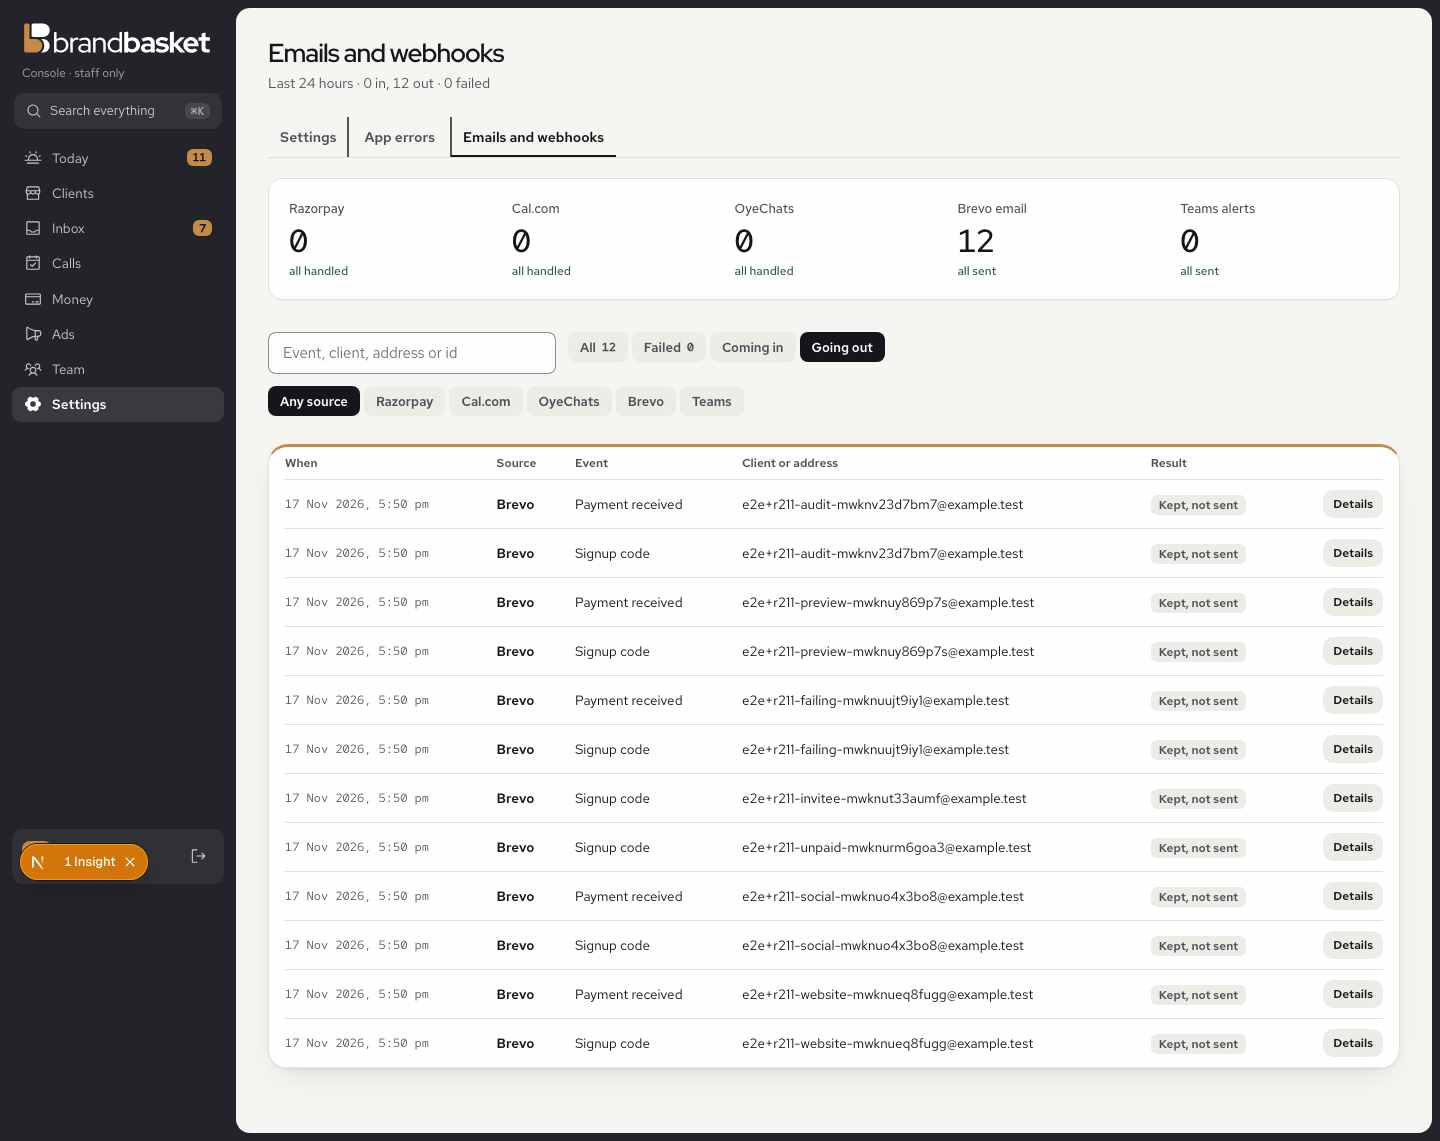 brandbasket
Console · staff only
Search everything ⌘K
Today 11
Clients
Inbox 7
Calls
Money
Ads
Team
Settings
1 Insight
Emails and webhooks
Last 24 hours · 0 in, 12 out · 0 failed
Settings App errors Emails and webhooks
Razorpay Cal.com OyeChats Brevo email Teams alerts
0 0 0 12 0
all handled all handled all handled all sent all sent
Event, client, address or id All 12 Failed 0 Coming in Going out
Any source Razorpay Cal.com OyeChats Brevo Teams
When Source Event Client or address Result
17 Nov 2026, 5:50 pm Brevo Payment received e2e+r211-audit-mwknv23d7bm7@example.test Kept, not sent Details
17 Nov 2026, 5:50 pm Brevo Signup code e2e+r211-audit-mwknv23d7bm7@example.test Kept, not sent Details
17 Nov 2026, 5:50 pm Brevo Payment received e2e+r211-preview-mwknuy869p7s@example.test Kept, not sent Details
17 Nov 2026, 5:50 pm Brevo Signup code e2e+r211-preview-mwknuy869p7s@example.test Kept, not sent Details
17 Nov 2026, 5:50 pm Brevo Payment received e2e+r211-failing-mwknuujt9iy1@example.test Kept, not sent Details
17 Nov 2026, 5:50 pm Brevo Signup code e2e+r211-failing-mwknuujt9iy1@example.test Kept, not sent Details
17 Nov 2026, 5:50 pm Brevo Signup code e2e+r211-invitee-mwknut33aumf@example.test Kept, not sent Details
17 Nov 2026, 5:50 pm Brevo Signup code e2e+r211-unpaid-mwknurm6goa3@example.test Kept, not sent Details
17 Nov 2026, 5:50 pm Brevo Payment received e2e+r211-social-mwknuo4x3bo8@example.test Kept, not sent Details
17 Nov 2026, 5:50 pm Brevo Signup code e2e+r211-social-mwknuo4x3bo8@example.test Kept, not sent Details
17 Nov 2026, 5:50 pm Brevo Payment received e2e+r211-website-mwknueq8fugg@example.test Kept, not sent Details
17 Nov 2026, 5:50 pm Brevo Signup code e2e+r211-website-mwknueq8fugg@example.test Kept, not sent Details